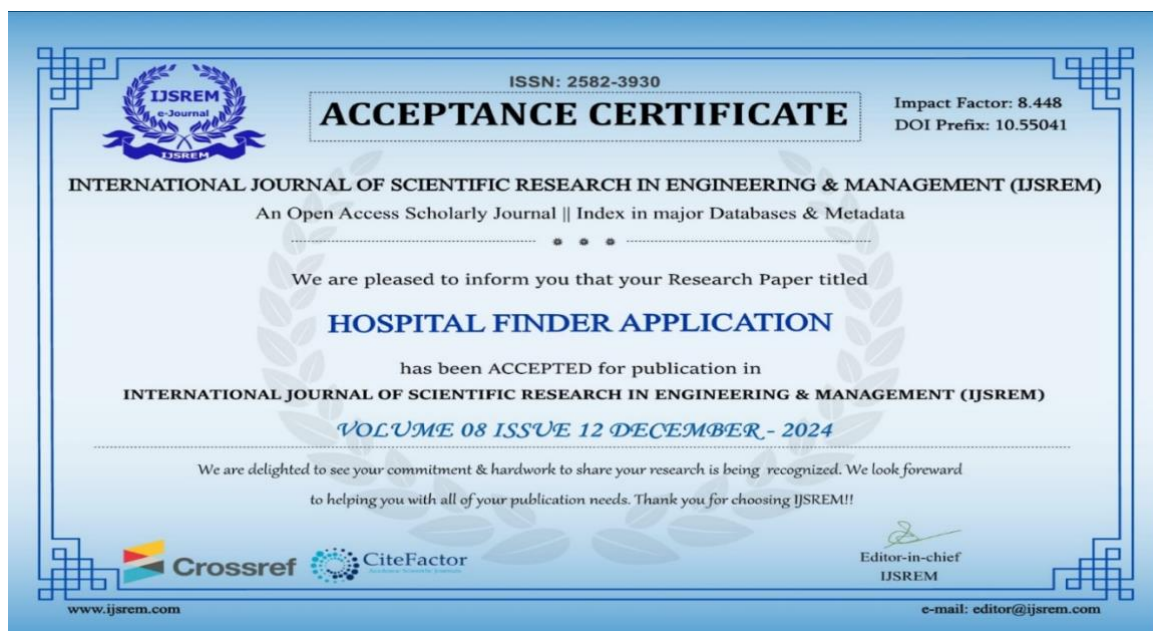 IJSREM
e-Journal
IJSREM
ISSN: 2582-3930
ACCEPTANCE CERTIFICATE
Impact Factor: 8.448
DOI Prefix: 10.55041
INTERNATIONAL JOURNAL OF SCIENTIFIC RESEARCH IN ENGINEERING & MANAGEMENT (IJSREM)
An Open Access Scholarly Journal || Index in major Databases & Metadata
We are pleased to inform you that your Research Paper titled
HOSPITAL FINDER APPLICATION
has been ACCEPTED for publication in
INTERNATIONAL JOURNAL OF SCIENTIFIC RESEARCH IN ENGINEERING & MANAGEMENT (IJSREM)
VOLUME 08 ISSUE 12 DECEMBER - 2024
We are delighted to see your commitment & hardwork to share your research is being recognized. We look foreward
to helping you with all of your publication needs. Thank you for choosing IJSREM!!
Crossref
CiteFactor
Editor-in-chief
IJSREM
www.ijsrem.com
e-mail: editor@ijsrem.com